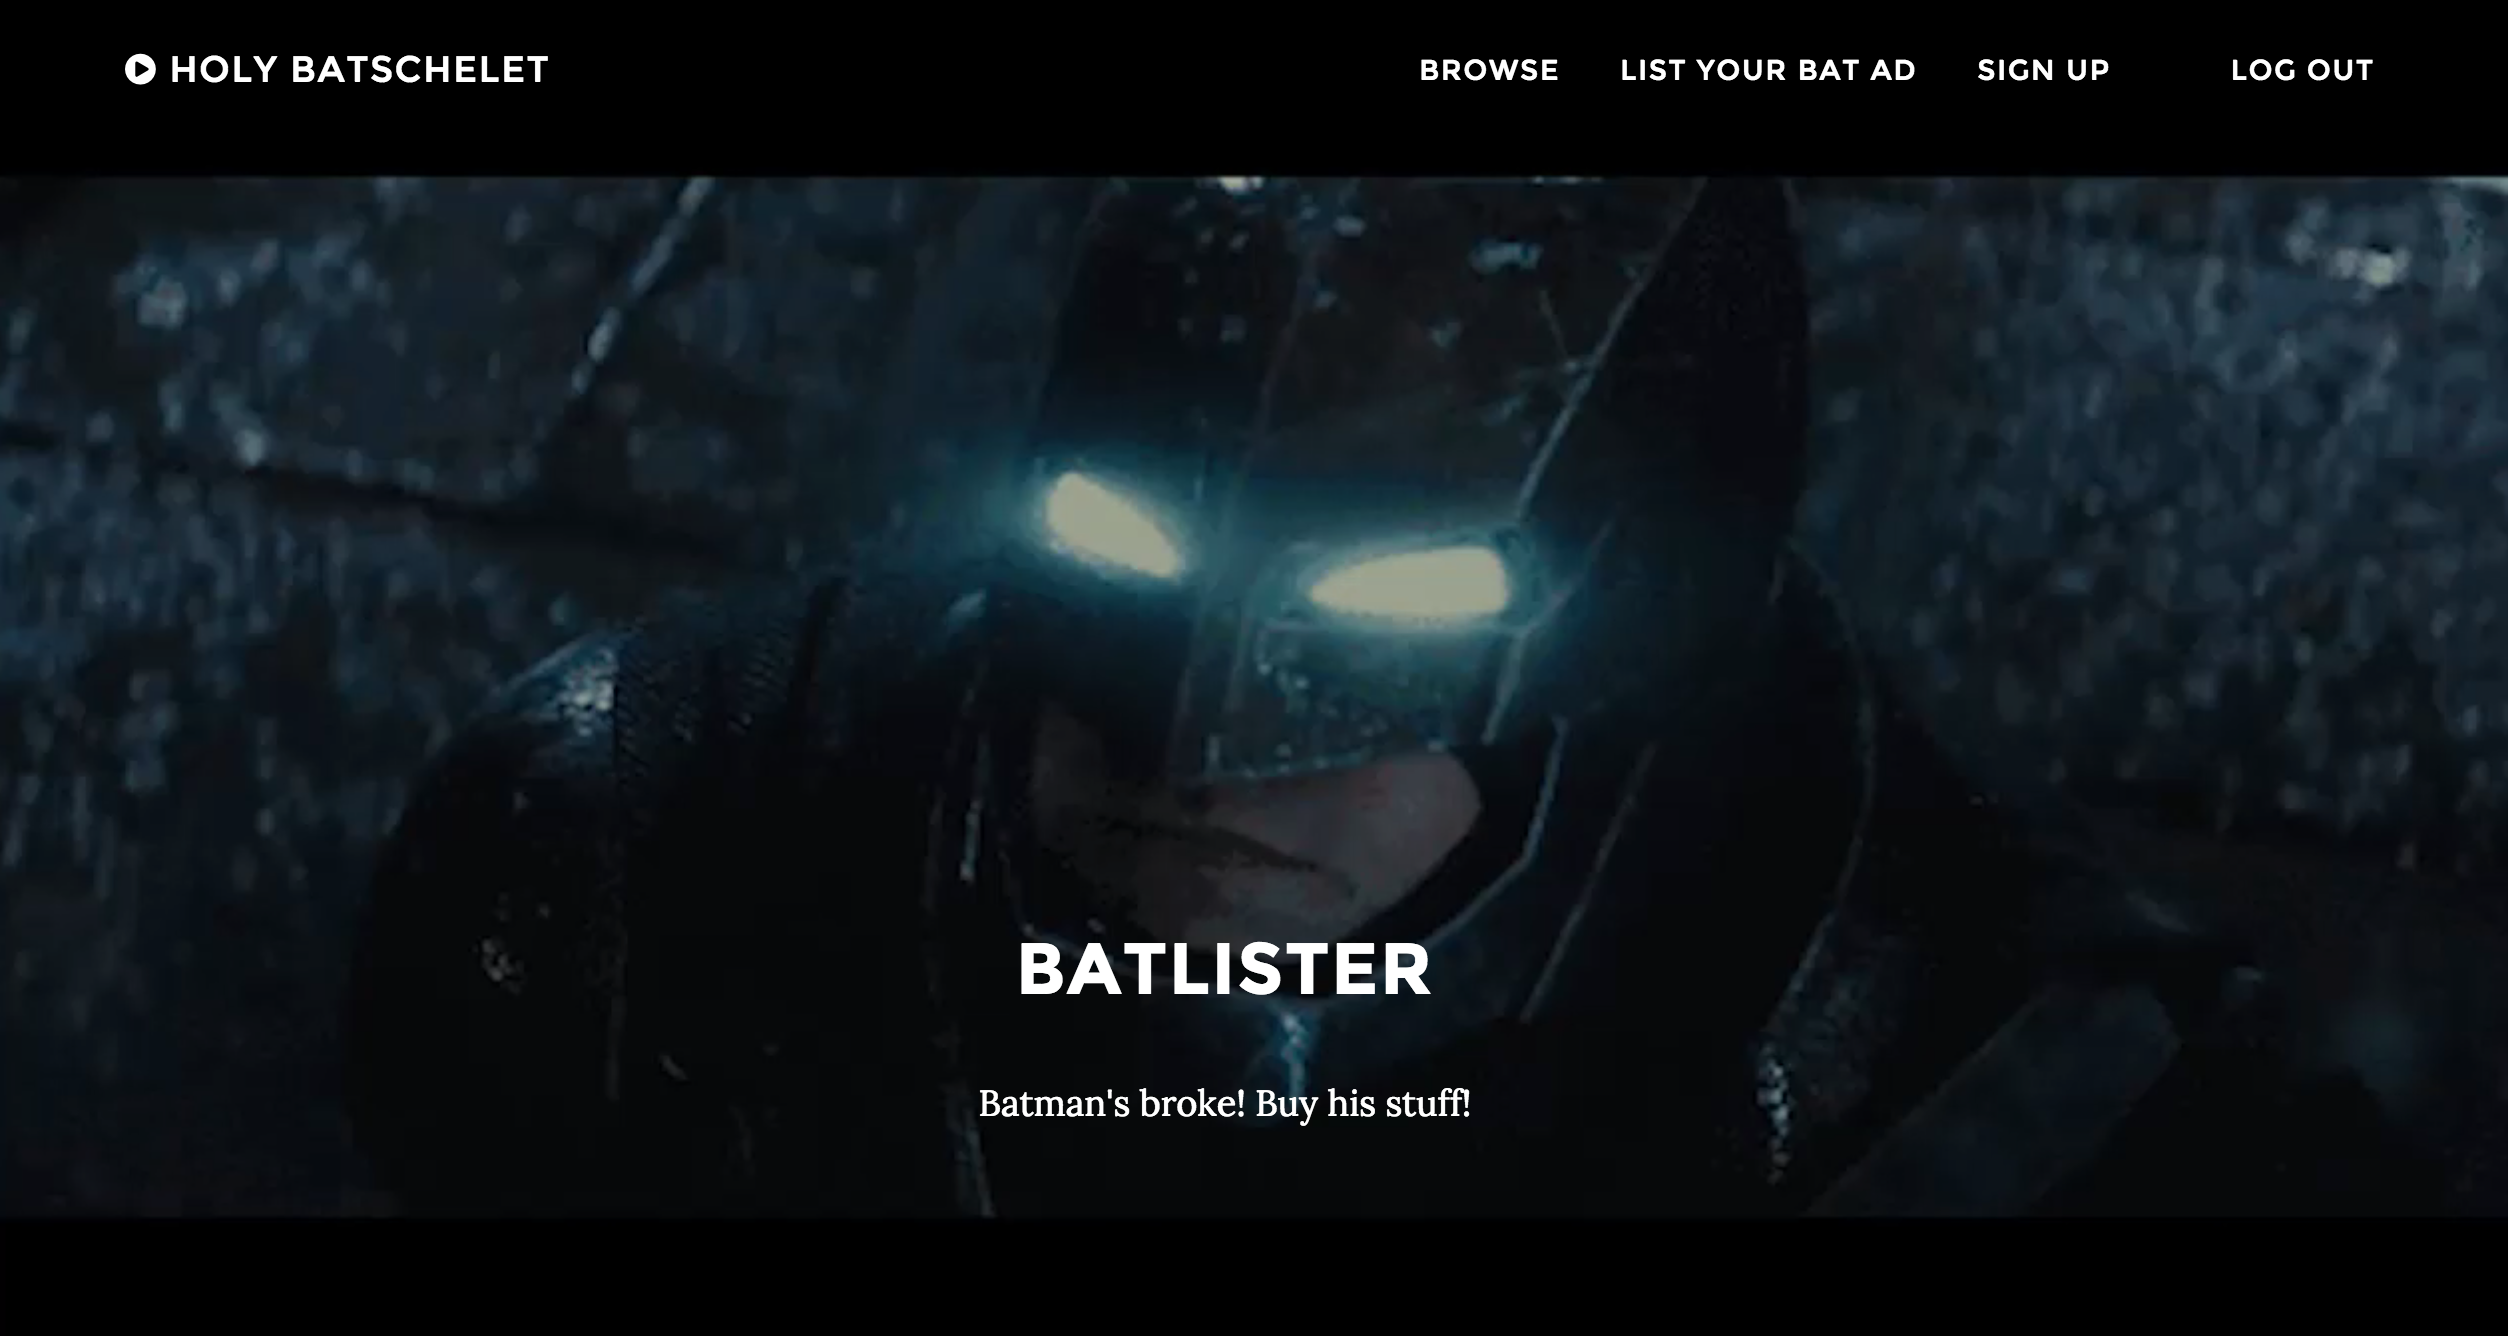 HOLY BATSCHELET
BROWSE LIST YOUR BAT AD SIGN UP LOG OUT
BATLISTER
Batman's broke! Buy his stuff!